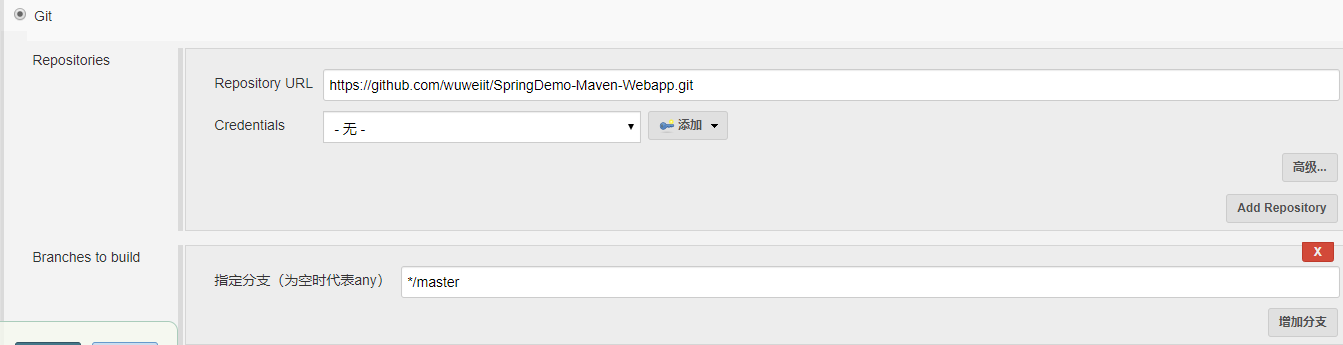 Git
Repositories
Repository URL https://github.com/wuweiit/SpringDemo-Maven-Webapp.git
Credentials - 无 - 添加
高级...
Add Repository
Branches to build
X
指定分支（为空时代表any） */master
增加分支